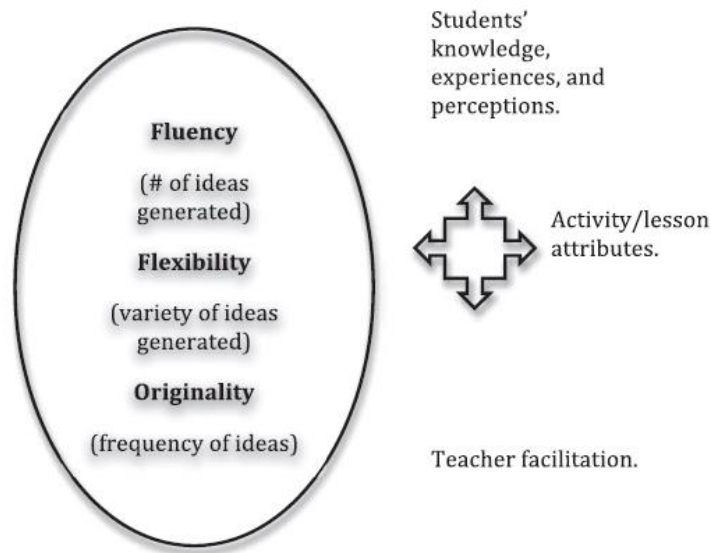 Fluency
(# of ideas
generated)
Flexibility
(variety of ideas
generated)
Originality
(frequency of ideas)
Students'
knowledge,
experiences, and
perceptions.
Activity/lesson
attributes.
Teacher facilitation.